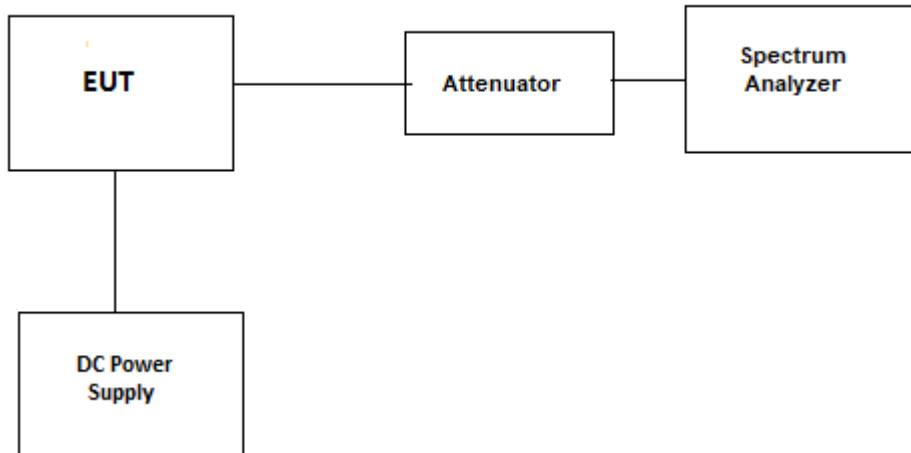 EUT
Attenuator
Spectrum
Analyzer
DC Power
Supply